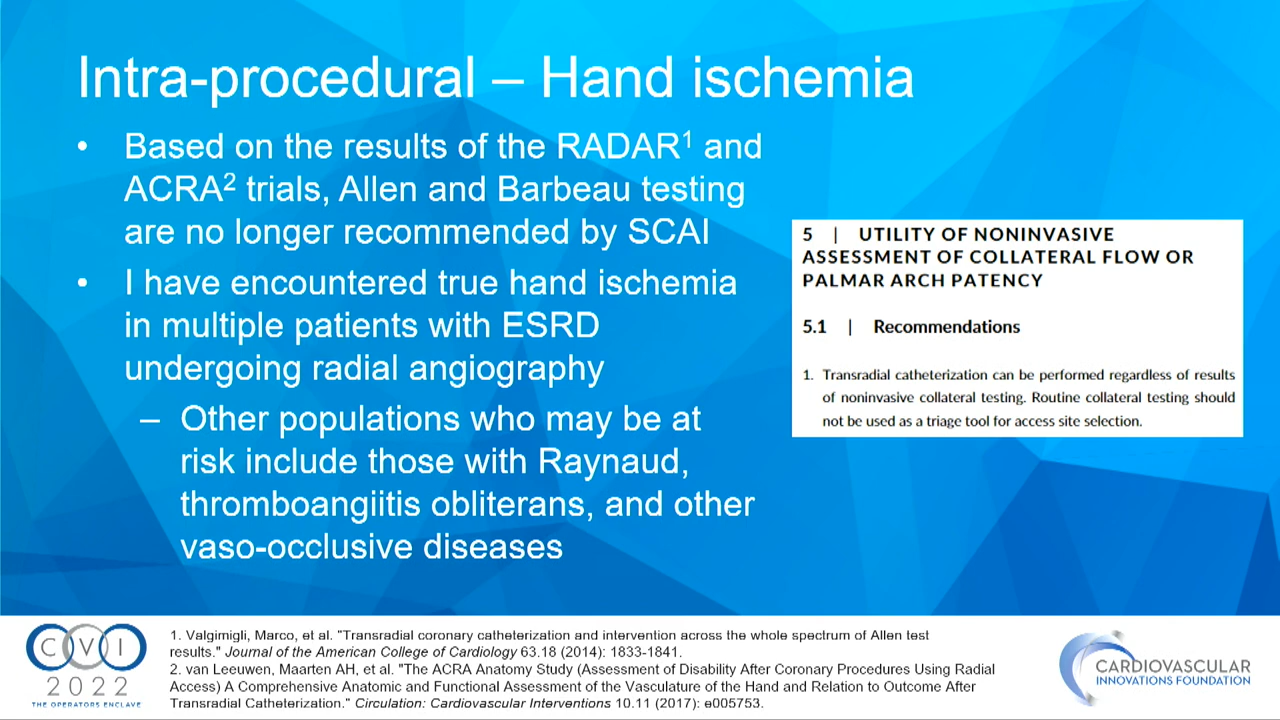 Intra-procedural – Hand ischemia
• Based on the results of the RADAR1 and
ACRA2 trials, Allen and Barbeau testing
are no longer recommended by SCAI
• I have encountered true hand ischemia
in multiple patients with ESRD
undergoing radial angiography
– Other populations who may be at
risk include those with Raynaud,
thromboangiitis obliterans, and other
vaso-occlusive diseases
5 | UTILITY OF NONINVASIVE
ASSESSMENT OF COLLATERAL FLOW OR
PALMAR ARCH PATENCY
5.1 | Recommendations
1. Transradial catheterization can be performed regardless of results
of noninvasive collateral testing. Routine collateral testing should
not be used as a triage tool for access site selection.
CVI
2022
THE OPERATORS ENCLAVE
1. Valgimigli, Marco, et al. "Transradial coronary catheterization and intervention across the whole spectrum of Allen test
results." Journal of the American College of Cardiology 63.18 (2014): 1833-1841.
2. van Leeuwen, Maarten AH, et al. "The ACRA Anatomy Study (Assessment of Disability After Coronary Procedures Using Radial
Access) A Comprehensive Anatomic and Functional Assessment of the Vasculature of the Hand and Relation to Outcome After
Transradial Catheterization." Circulation: Cardiovascular Interventions 10.11 (2017): e005753.
CARDIOVASCULAR
INNOVATIONS FOUNDATION